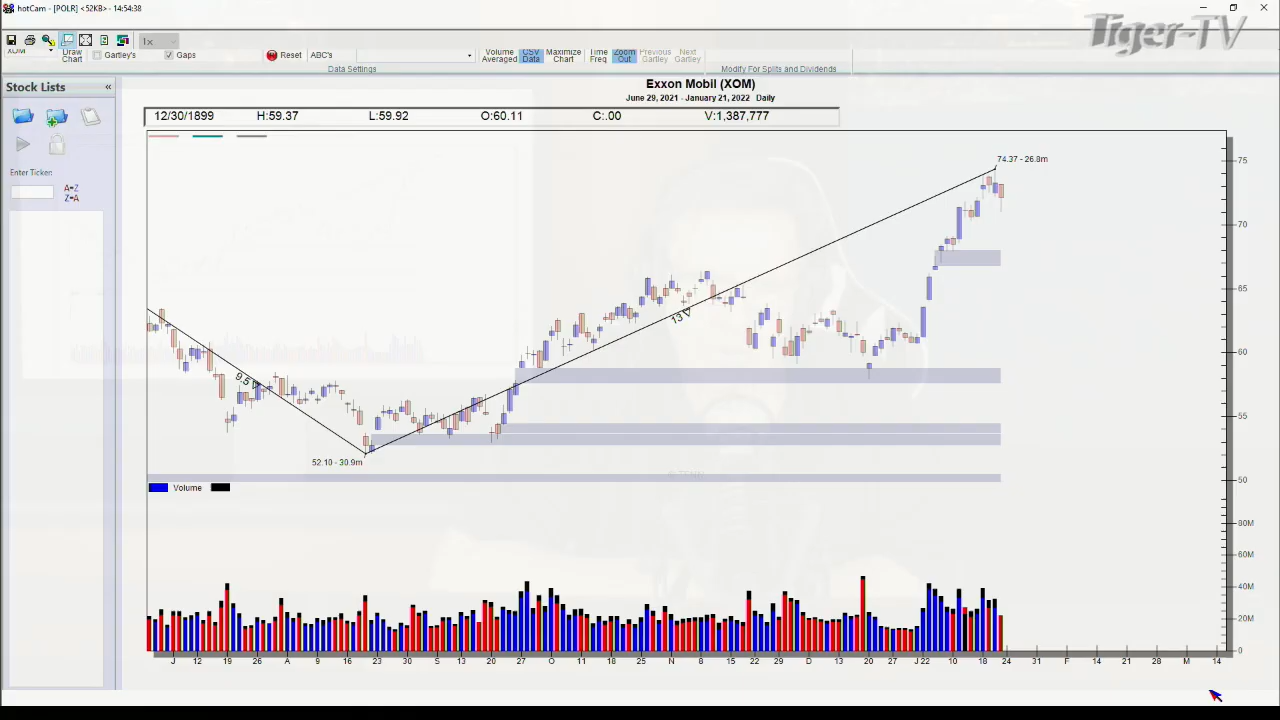 hotCam - [POLR] <52KB> - 14:54:38
Tiger-TV
XOM
Draw Chart
Gartley's
Gaps
Reset
ABC's
Volume Averaged
CSV Data
Maximize Chart
Time Freq
Zoom Out
Previous Gartley
Next Gartley
Data Settings
Modify For Splits and Dividends
Stock Lists «
Enter Ticker:
A=Z
Z=A
Exxon Mobil (XOM)
June 29, 2021 - January 21, 2022 Daily
12/30/1899 H:59.37 L:59.92 O:60.11 C:.00 V:1,387,777
74.37 - 26.8m
75
70
65
13
60
9.5
55
52.10 - 30.9m
50
Volume
80M
60M
40M
20M
0
J 12 19 26 A 9 16 23 S 13 20 27 O 11 18 25 N 8 15 22 29 D 13 20 27 J 22 10 18 24 31 F 14 21 28 M 14